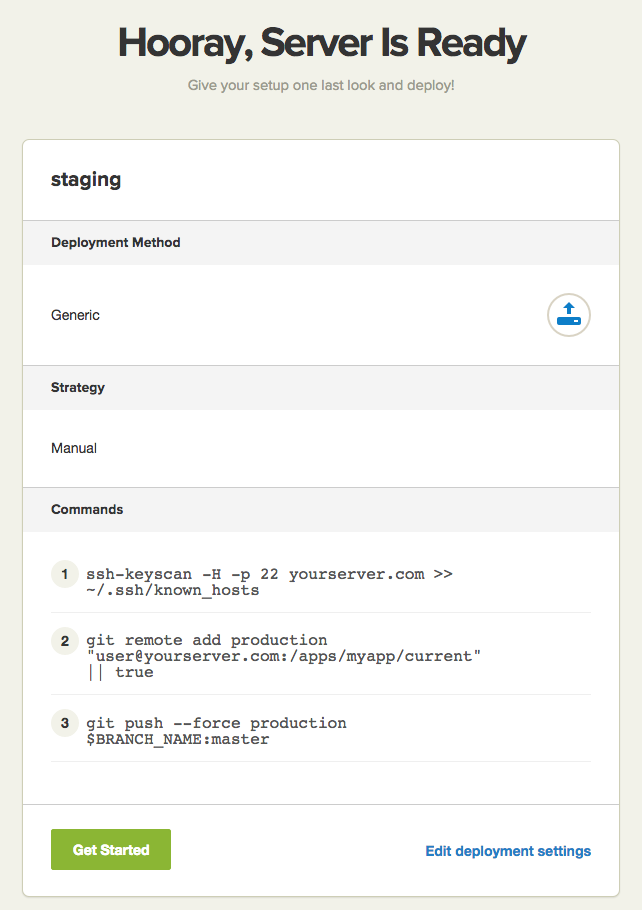 Hooray, Server Is Ready
Give your setup one last look and deploy!
staging
Deployment Method
Generic
Strategy
Manual
Commands
1 ssh-keyscan -H -p 22 yourserver.com >>
~/.ssh/known_hosts
2 git remote add production
"user@yourserver.com:/apps/myapp/current"
|| true
3 git push --force production
$BRANCH_NAME:master
Get Started
Edit deployment settings